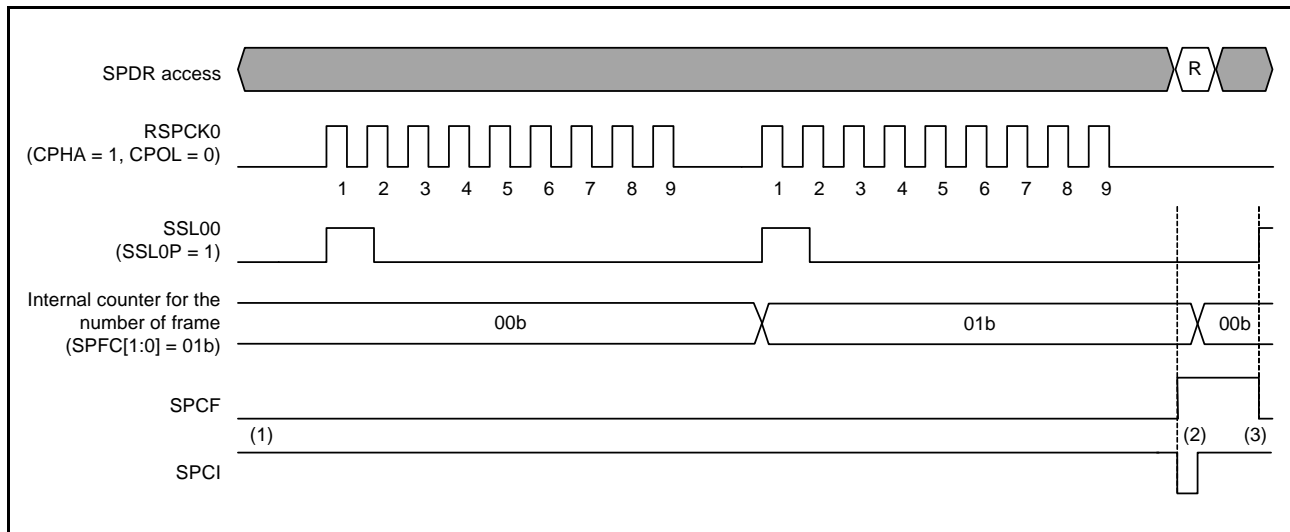 SPDR access
R
RSPCK0
(CPHA = 1, CPOL = 0)
1 2 3 4 5 6 7 8 9 1 2 3 4 5 6 7 8 9
SSL00
(SSL0P = 1)
Internal counter for the
number of frame
(SPFC[1:0] = 01b)
00b 01b 00b
SPCF
(1) (2) (3)
SPCI